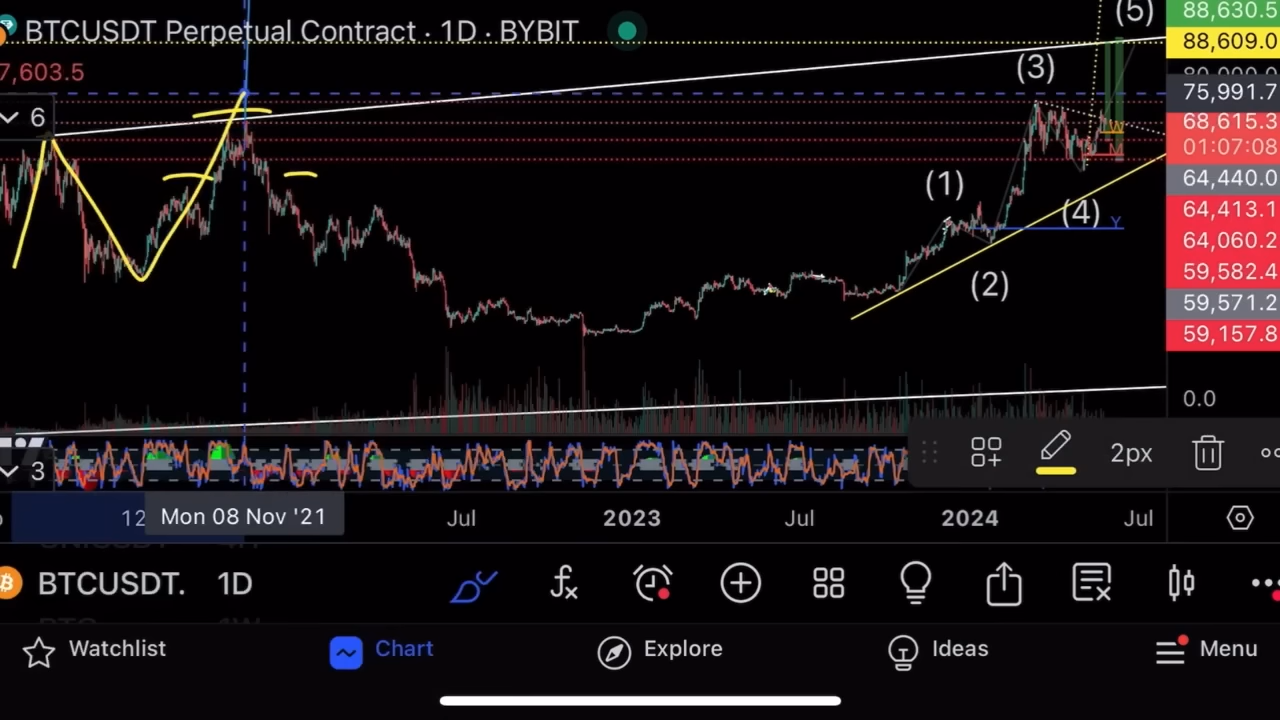 BTCUSDT Perpetual Contract · 1D · BYBIT
7,603.5
6
(1)
(2)
(3)
(4)
(5)
Y
W
M
88,630.5
88,609.0
80,000.0
75,991.7
68,615.3
01:07:08
64,440.0
64,413.1
64,060.2
59,582.4
59,571.2
59,157.8
0.0
3
2px
12
Mon 08 Nov '21
Jul
2023
Jul
2024
Jul
BTCUSDT. 1D
Watchlist
Chart
Explore
Ideas
Menu